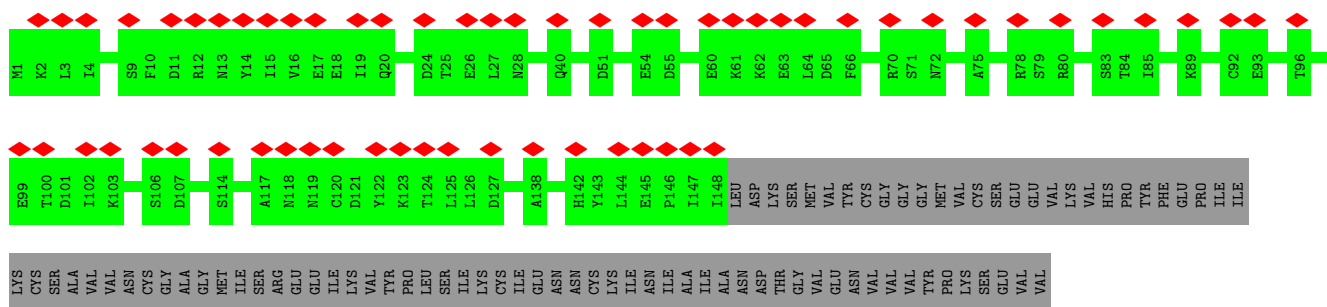 M1 K2 L3 I4 S9 F10 D11 R12 N13 Y14 I15 V16 E17 E18 I19 Q20 D24 T25 E26 L27 N28 Q40 D51 E54 D55 E60 K61 K62 E63 L64 D65 F66 R70 S71 N72 A75 R78 S79 R80 S83 T84 I85 K89 C92 E93 T96
E99 T100 D101 I102 K103 S106 D107 S114 A117 N118 N119 C120 D121 Y122 K123 T124 L125 L126 D127 A138 H142 Y143 L144 E145 P146 I147 I148 LEU ASP LYS SER MET VAL TYR CYS GLY GLY GLY MET VAL CYS SER GLU GLU VAL LYS VAL HIS PRO TYR PHE GLU PRO ILE ILE
LYS CYS SER ALA VAL VAL ASN CYS GLY ALA GLY MET ILE SER ARG GLU GLU ILE LYS VAL TYR PRO LEU SER ILE LYS CYS ILE GLU ASN ASN CYS LYS ILE ASN ILE ALA ILE ALA ASN ASP THR GLY VAL GLU ASN VAL VAL VAL TYR PRO LYS SER GLU VAL VAL